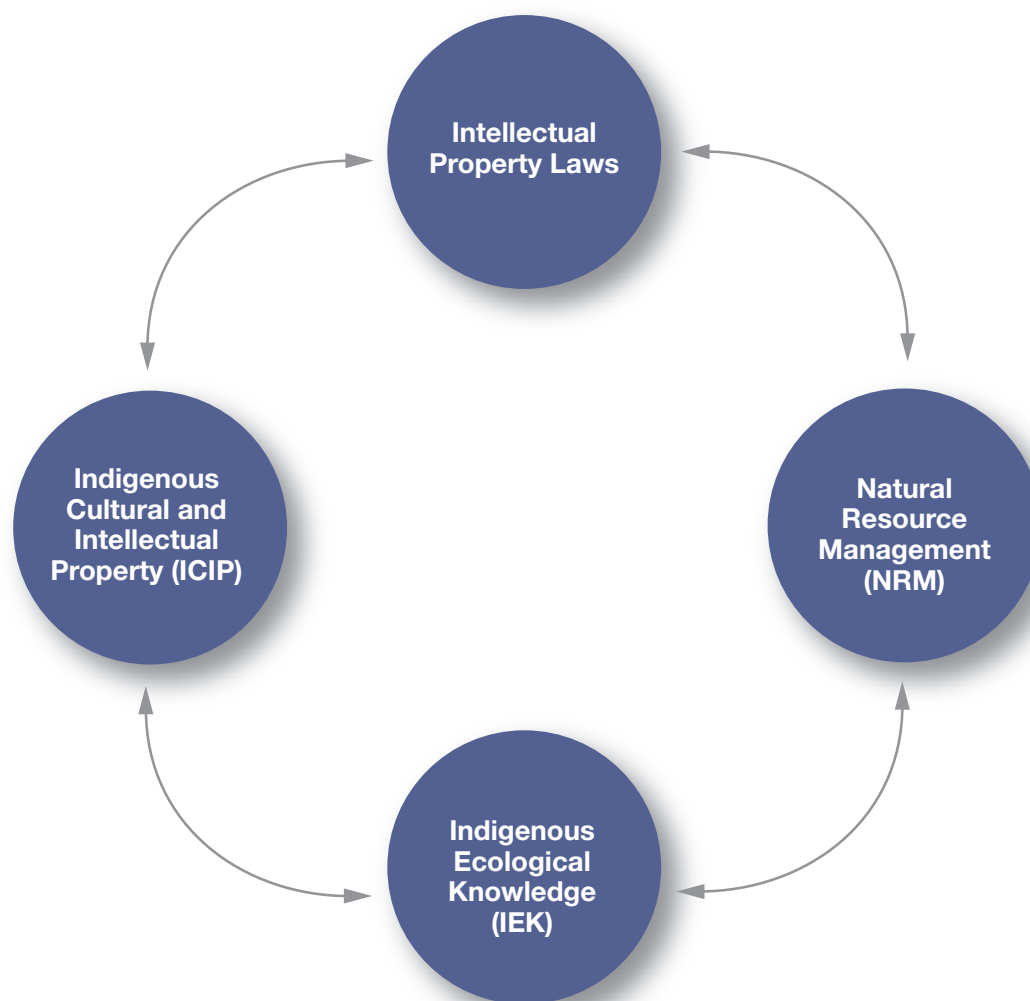 Intellectual
Property Laws
Indigenous
Cultural and
Intellectual
Property (ICIP)
Natural
Resource
Management
(NRM)
Indigenous
Ecological
Knowledge
(IEK)